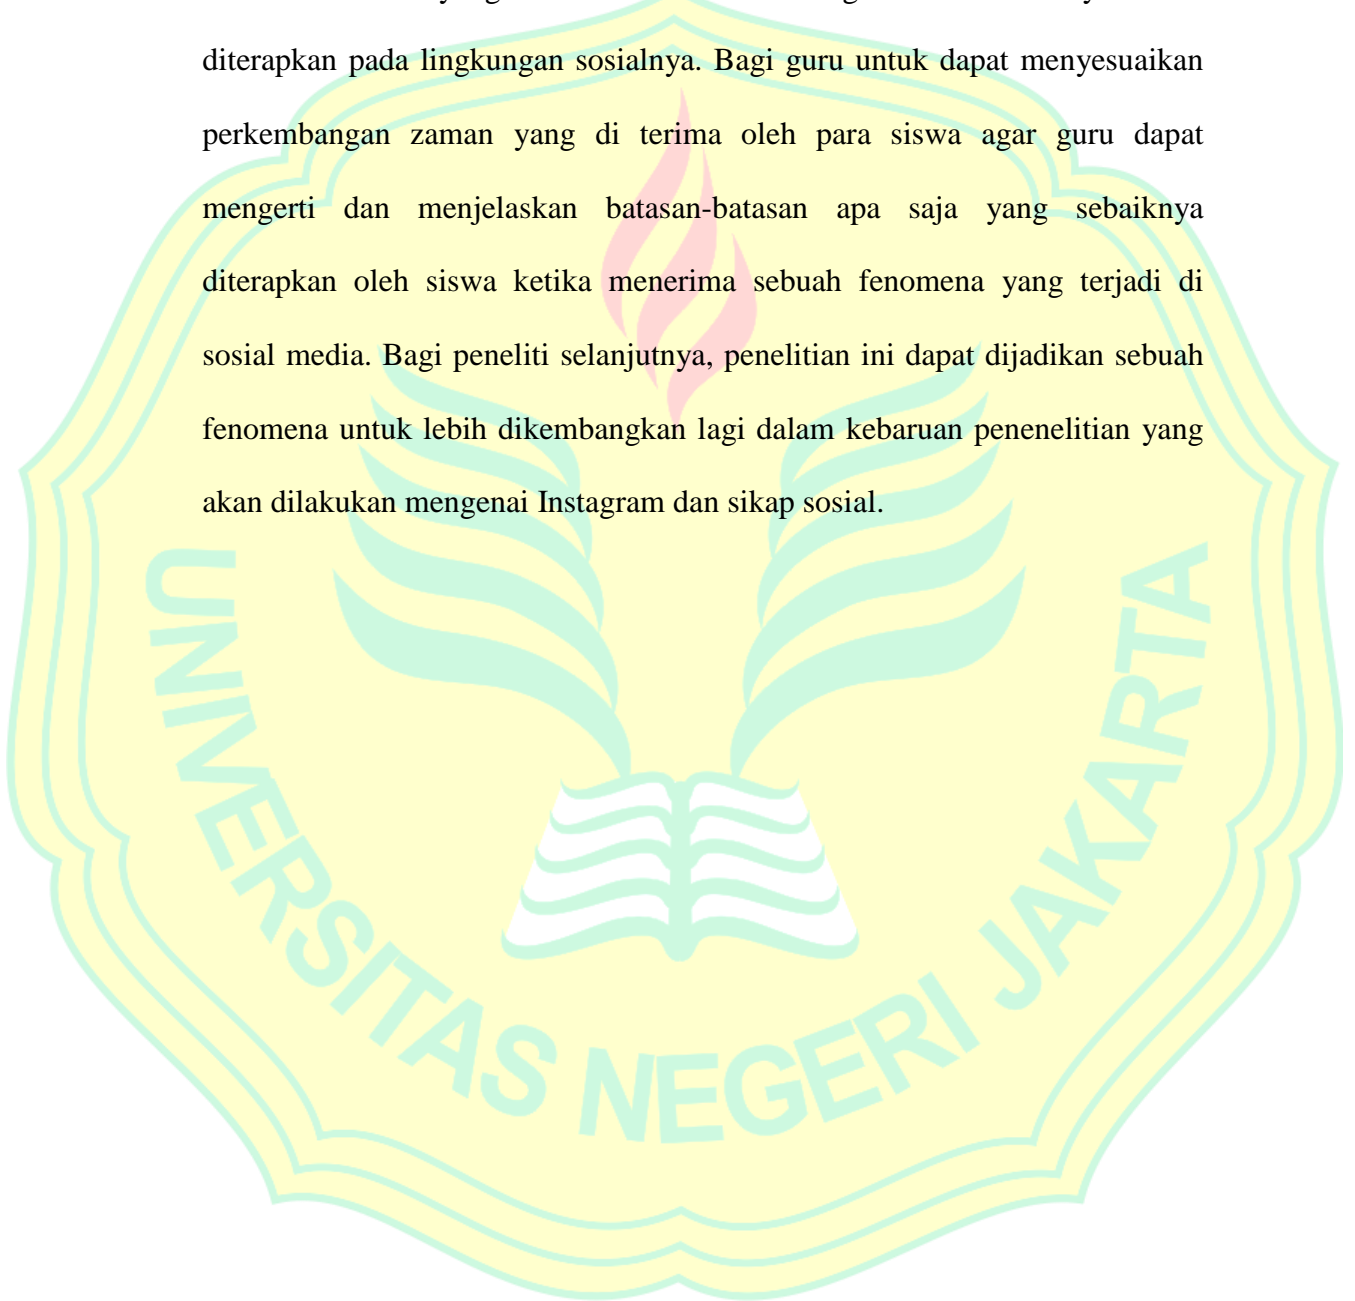 diterapkan pada lingkungan sosialnya. Bagi guru untuk dapat menyesuaikan
perkembangan zaman yang di terima oleh para siswa agar guru dapat
mengerti dan menjelaskan batasan-batasan apa saja yang sebaiknya
diterapkan oleh siswa ketika menerima sebuah fenomena yang terjadi di
sosial media. Bagi peneliti selanjutnya, penelitian ini dapat dijadikan sebuah
fenomena untuk lebih dikembangkan lagi dalam kebaruan penenelitian yang
akan dilakukan mengenai Instagram dan sikap sosial.
UNIVERSITAS NEGERI JAKARTA